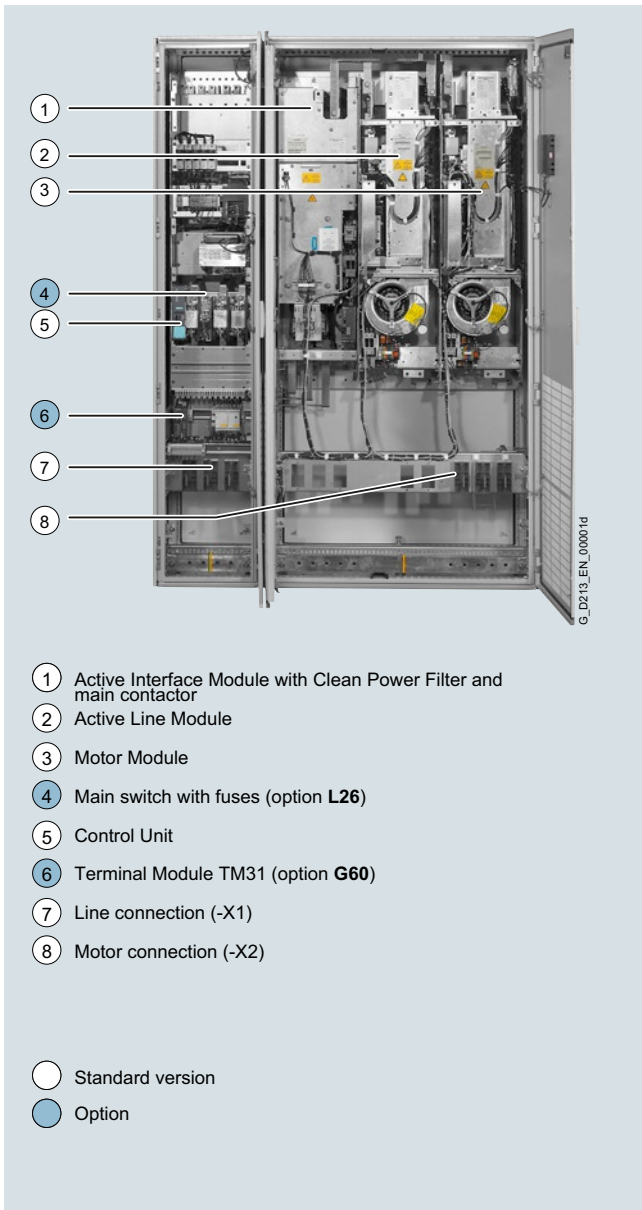 1
2
3
4
5
6
7
8
G_D213_EN_00001d
1 Active Interface Module with Clean Power Filter and
main contactor
2 Active Line Module
3 Motor Module
4 Main switch with fuses (option L26)
5 Control Unit
6 Terminal Module TM31 (option G60)
7 Line connection (-X1)
8 Motor connection (-X2)
Standard version
Option